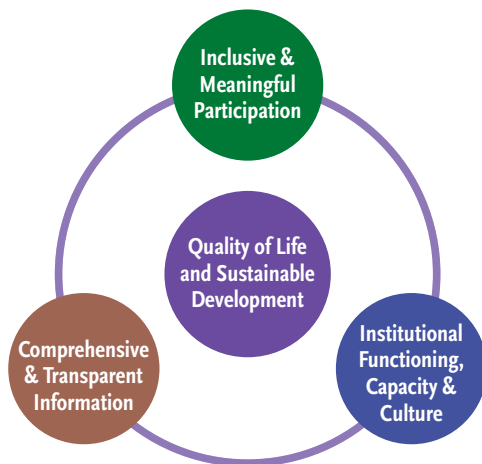 Inclusive &
Meaningful
Participation
Quality of Life
and Sustainable
Development
Comprehensive
& Transparent
Information
Institutional
Functioning,
Capacity &
Culture